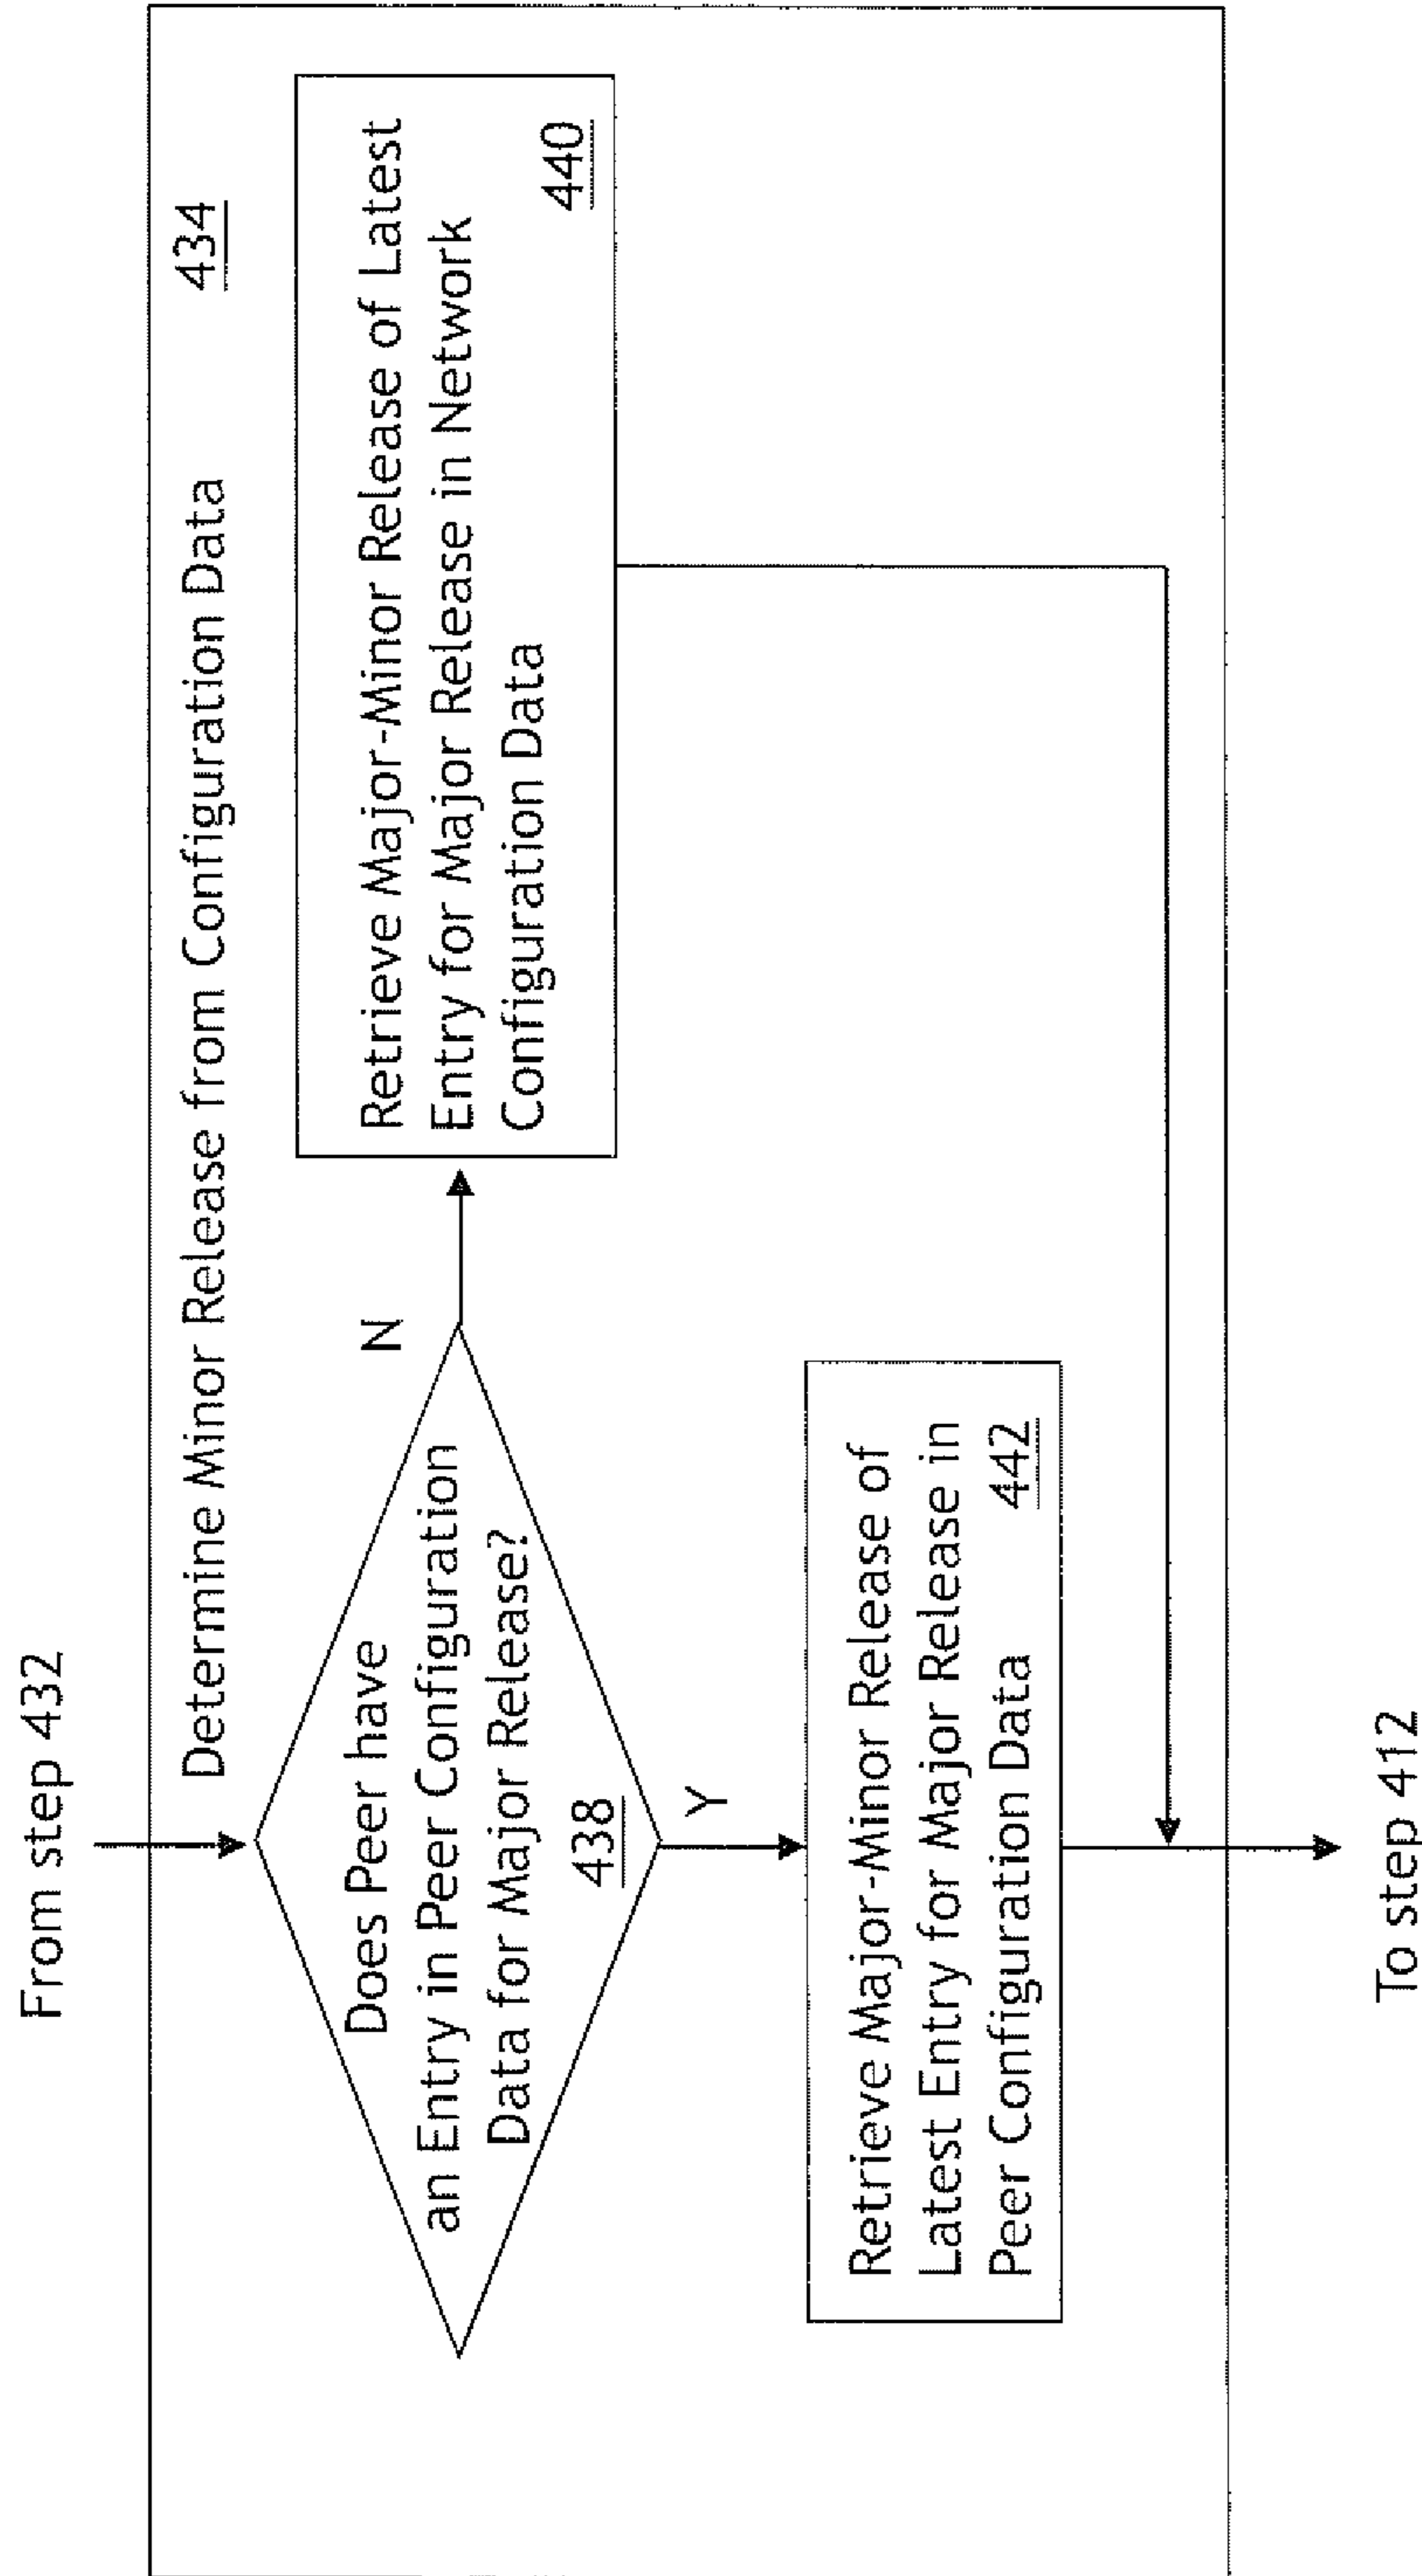 From step 432
Determine Minor Release from Configuration Data
434
Does Peer have
an Entry in Peer Configuration
Data for Major Release?
438
N
Retrieve Major-Minor Release of Latest
Entry for Major Release in Network
Configuration Data
440
Y
Retrieve Major-Minor Release of
Latest Entry for Major Release in
Peer Configuration Data
442
To step 412